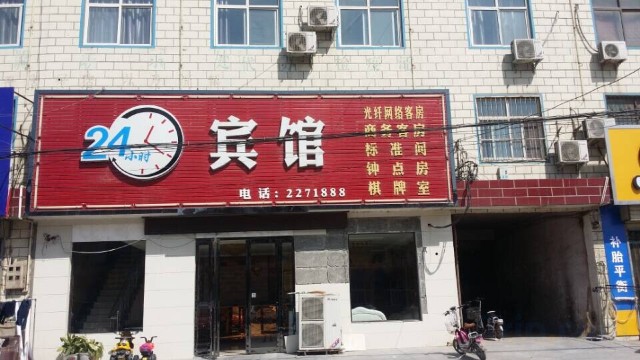 24小时
宾馆
电话：2271888
光纤网络客房
商务客房
标准间
钟点房
棋牌室
补胎平衡